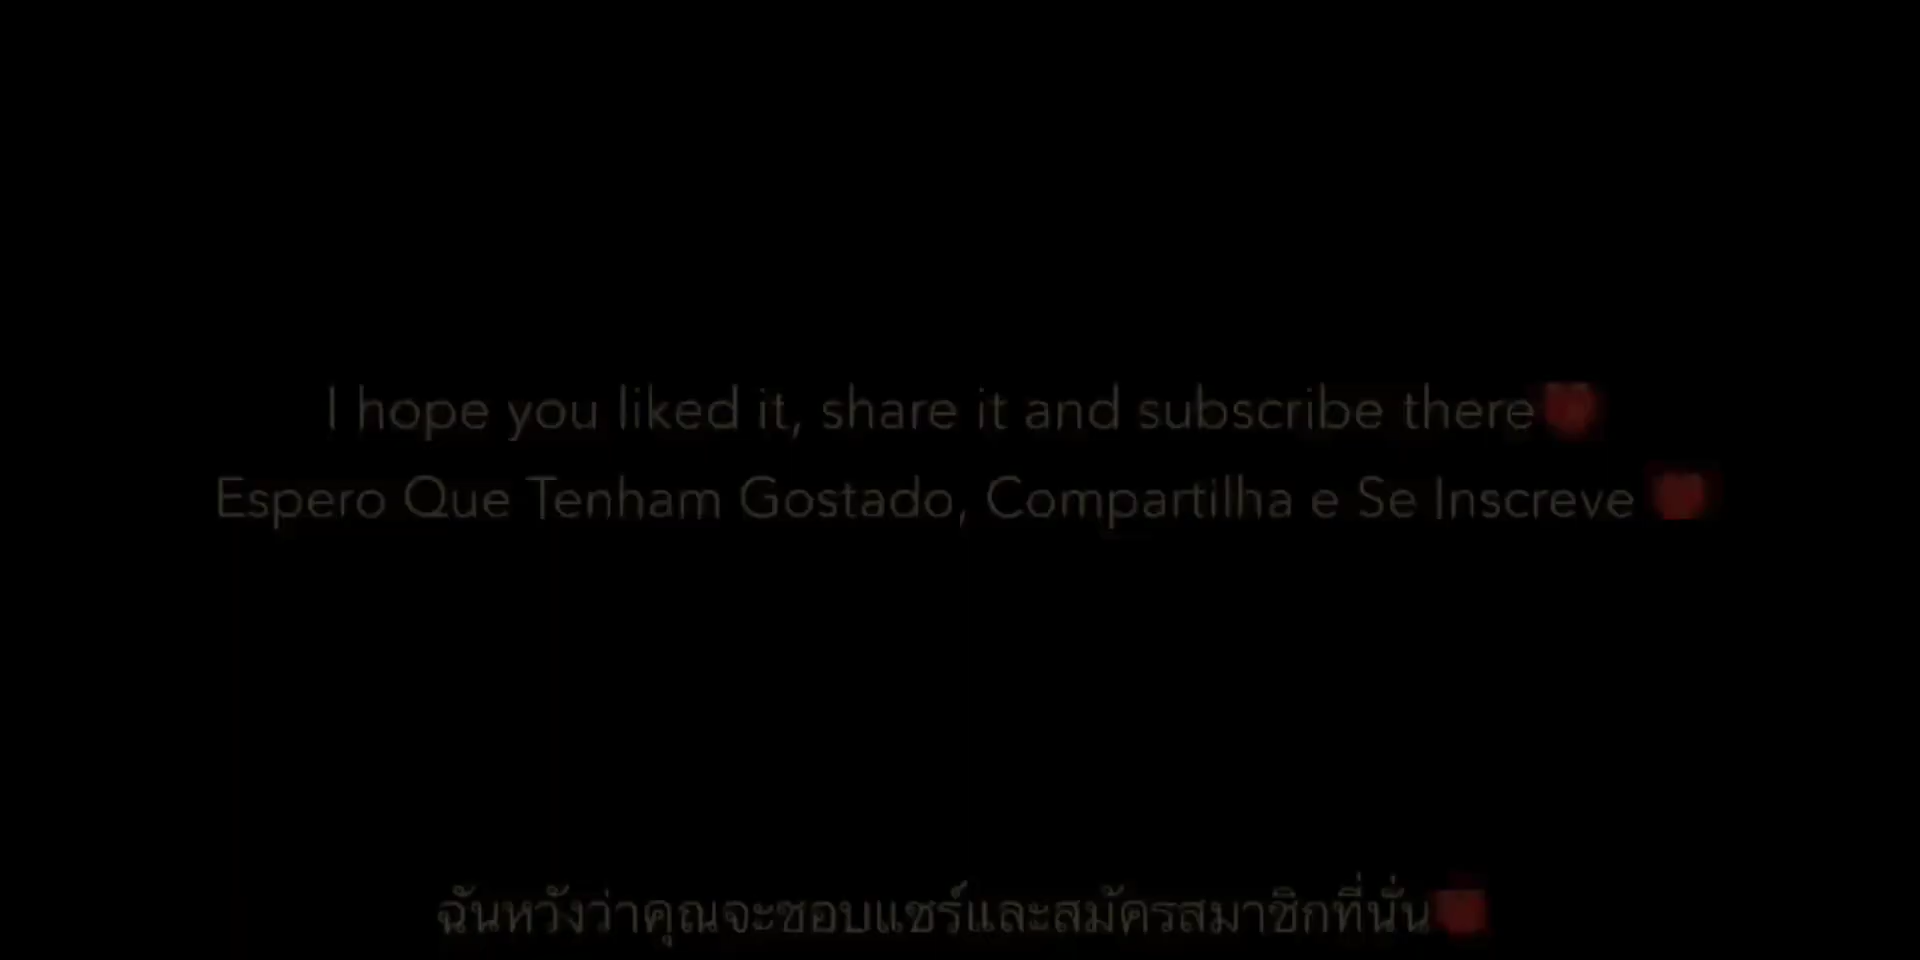 I hope you liked it, share it and subscribe there❤
Espero Que Tenham Gostado, Compartilha e Se Inscreve ❤
ฉันหวังว่าคุณจะชอบแชร์และสมัครสมาชิกที่นั่น❤